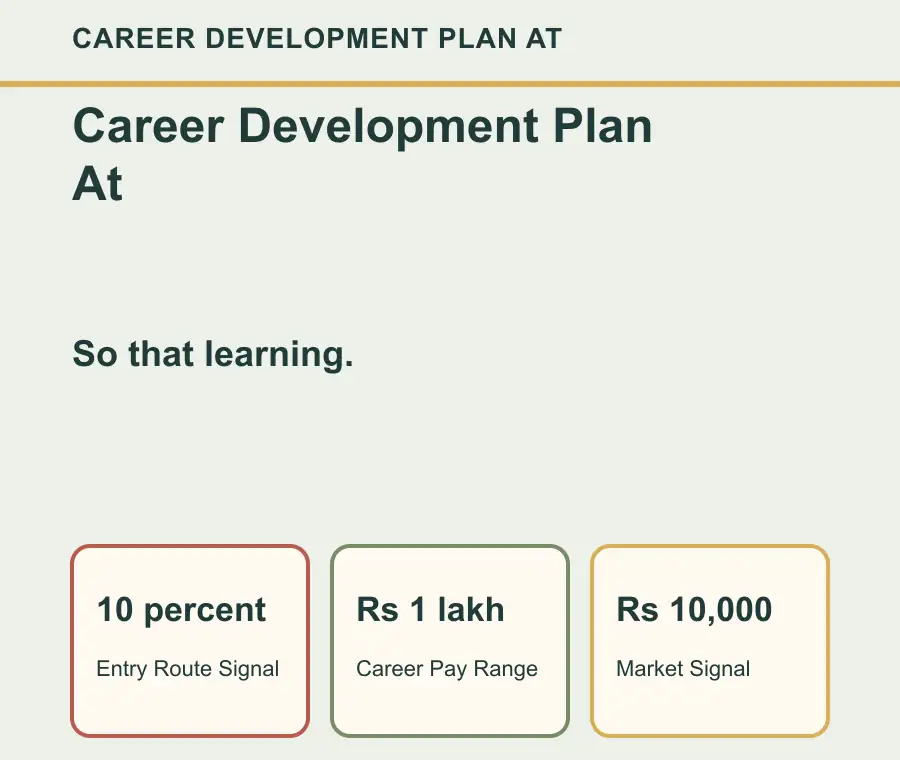 CAREER DEVELOPMENT PLAN AT
Career Development Plan
At
So that learning.
10 percent
Entry Route Signal
Rs 1 lakh
Career Pay Range
Rs 10,000
Market Signal